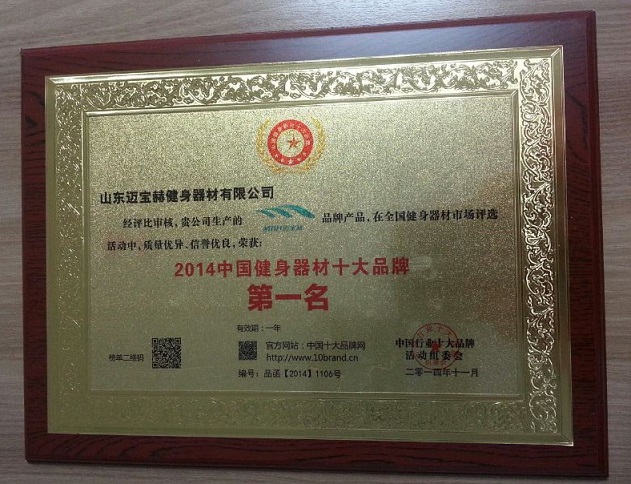 山东迈宝赫健身器材有限公司
经评比审核,贵公司生产的 品牌产品,在全国健身器材市场评选
活动中,质量优异、信誉优良,荣获:
2014中国健身器材十大品牌
第一名
有效期:一年
榜单二维码
官方网站:中国十大品牌网
http://www.10brand.cn
编号:品函【2014】1106号
中国行业十大品牌
活动组委会
二零一四年十一月